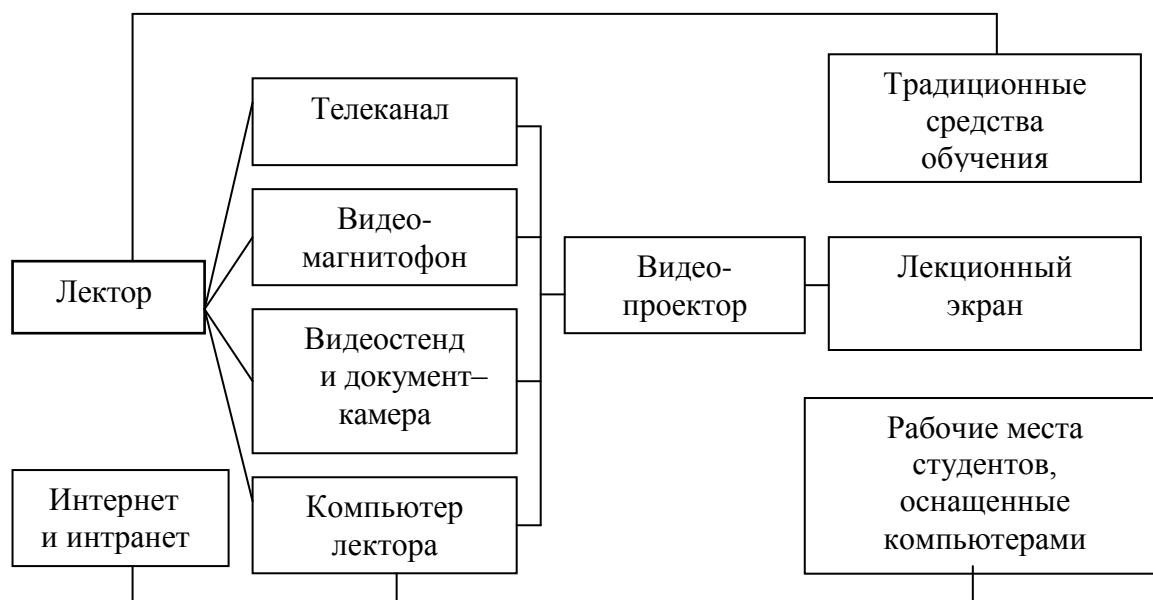 Традиционные
средства
обучения
Телеканал
Видео-
магнитофон
Лектор
Видео-
проектор
Лекционный
экран
Видеостенд
и документ–
камера
Рабочие места
студентов,
оснащенные
компьютерами
Интернет
и интранет
Компьютер
лектора